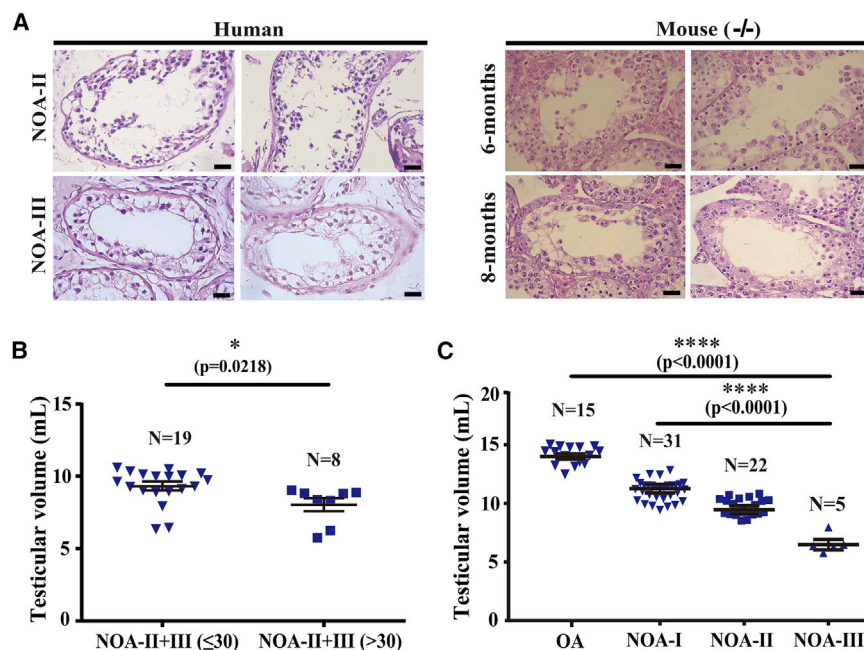 A
Human
Mouse (-/-)
NOA-II
NOA-III
6-months
8-months
B
*
(p=0.0218)
N=19
N=8
Testicular volume (mL)
15
10
5
0
NOA-II+III (≤30)
NOA-II+III (>30)
C
****
(p<0.0001)
****
(p<0.0001)
N=15
N=31
N=22
N=5
Testicular volume (mL)
20
15
10
5
0
OA
NOA-I
NOA-II
NOA-III